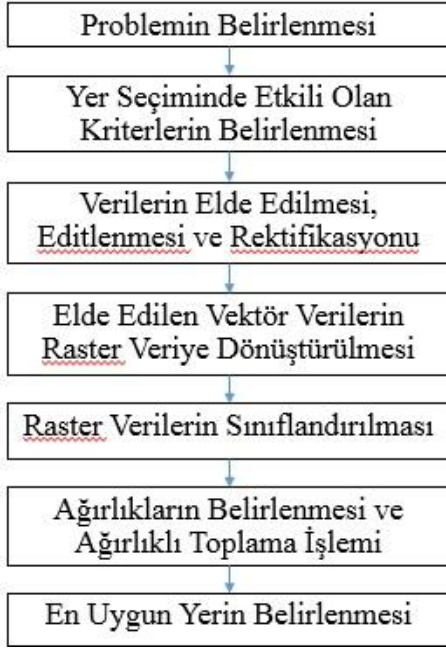 Problemin Belirlenmesi
Yer Seçiminde Etkili Olan
Kriterlerin Belirlenmesi
Verilerin Elde Edilmesi,
Editlenmesi ve Rektifikasyonu
Elde Edilen Vektör Verilerin
Raster Veriye Dönüştürülmesi
Raster Verilerin Sınıflandırılması
Ağırlıkların Belirlenmesi ve
Ağırlıklı Toplama İşlemi
En Uygun Yerin Belirlenmesi